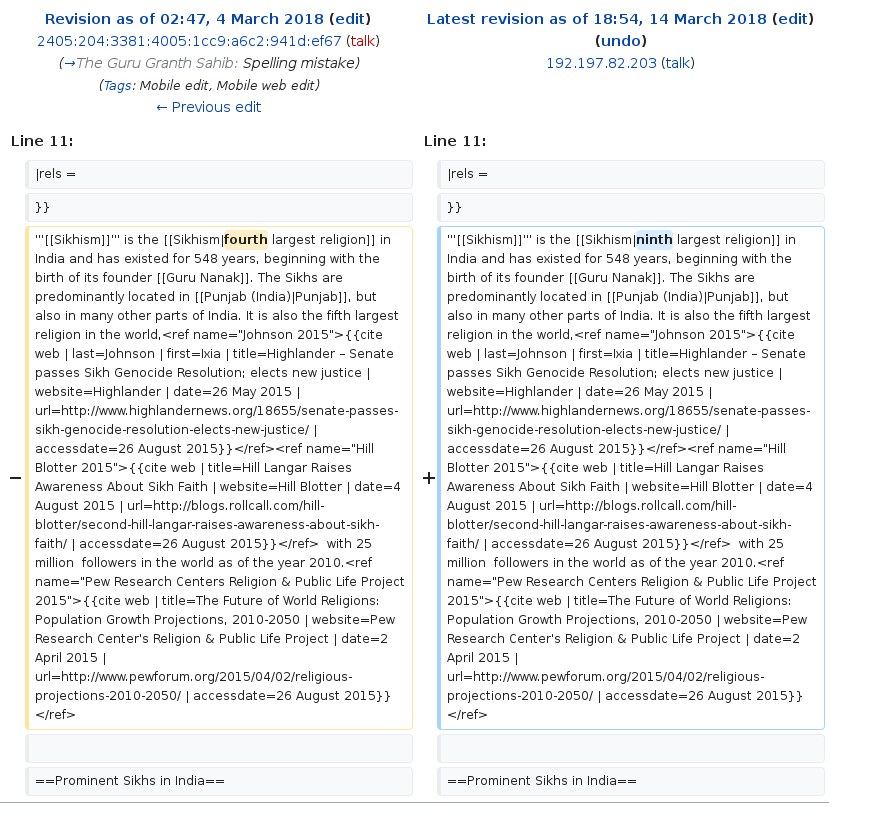 Revision as of 02:47, 4 March 2018 (edit)
2405:204:3381:4005:1cc9:a6c2:941d:ef67 (talk)
(→The Guru Granth Sahib: Spelling mistake)
(Tags: Mobile edit, Mobile web edit)
← Previous edit
Latest revision as of 18:54, 14 March 2018 (edit)
(undo)
192.197.82.203 (talk)
Line 11:
|rels =
}}
−
'''[[Sikhism]]''' is the [[Sikhism|fourth largest religion]] in
India and has existed for 548 years, beginning with the
birth of its founder [[Guru Nanak]]. The Sikhs are
predominantly located in [[Punjab (India)|Punjab]], but
also in many other parts of India. It is also the fifth largest
religion in the world,<ref name="Johnson 2015">{{cite
web | last=Johnson | first=Ixia | title=Highlander – Senate
passes Sikh Genocide Resolution; elects new justice |
website=Highlander | date=26 May 2015 |
url=http://www.highlandernews.org/18655/senate-passes-
sikh-genocide-resolution-elects-new-justice/ |
accessdate=26 August 2015}}</ref><ref name="Hill
Blotter 2015">{{cite web | title=Hill Langar Raises
Awareness About Sikh Faith | website=Hill Blotter | date=4
August 2015 | url=http://blogs.rollcall.com/hill-
blotter/second-hill-langar-raises-awareness-about-sikh-
faith/ | accessdate=26 August 2015}}</ref>  with 25
million  followers in the world as of the year 2010.<ref
name="Pew Research Centers Religion & Public Life Project
2015">{{cite web | title=The Future of World Religions:
Population Growth Projections, 2010-2050 | website=Pew
Research Center's Religion & Public Life Project | date=2
April 2015 |
url=http://www.pewforum.org/2015/04/02/religious-
projections-2010-2050/ | accessdate=26 August 2015}}
</ref>
==Prominent Sikhs in India==
Line 11:
|rels =
}}
+
'''[[Sikhism]]''' is the [[Sikhism|ninth largest religion]] in
India and has existed for 548 years, beginning with the
birth of its founder [[Guru Nanak]]. The Sikhs are
predominantly located in [[Punjab (India)|Punjab]], but
also in many other parts of India. It is also the fifth largest
religion in the world,<ref name="Johnson 2015">{{cite
web | last=Johnson | first=Ixia | title=Highlander – Senate
passes Sikh Genocide Resolution; elects new justice |
website=Highlander | date=26 May 2015 |
url=http://www.highlandernews.org/18655/senate-passes-
sikh-genocide-resolution-elects-new-justice/ |
accessdate=26 August 2015}}</ref><ref name="Hill
Blotter 2015">{{cite web | title=Hill Langar Raises
Awareness About Sikh Faith | website=Hill Blotter | date=4
August 2015 | url=http://blogs.rollcall.com/hill-
blotter/second-hill-langar-raises-awareness-about-sikh-
faith/ | accessdate=26 August 2015}}</ref>  with 25
million  followers in the world as of the year 2010.<ref
name="Pew Research Centers Religion & Public Life Project
2015">{{cite web | title=The Future of World Religions:
Population Growth Projections, 2010-2050 | website=Pew
Research Center's Religion & Public Life Project | date=2
April 2015 |
url=http://www.pewforum.org/2015/04/02/religious-
projections-2010-2050/ | accessdate=26 August 2015}}
</ref>
==Prominent Sikhs in India==